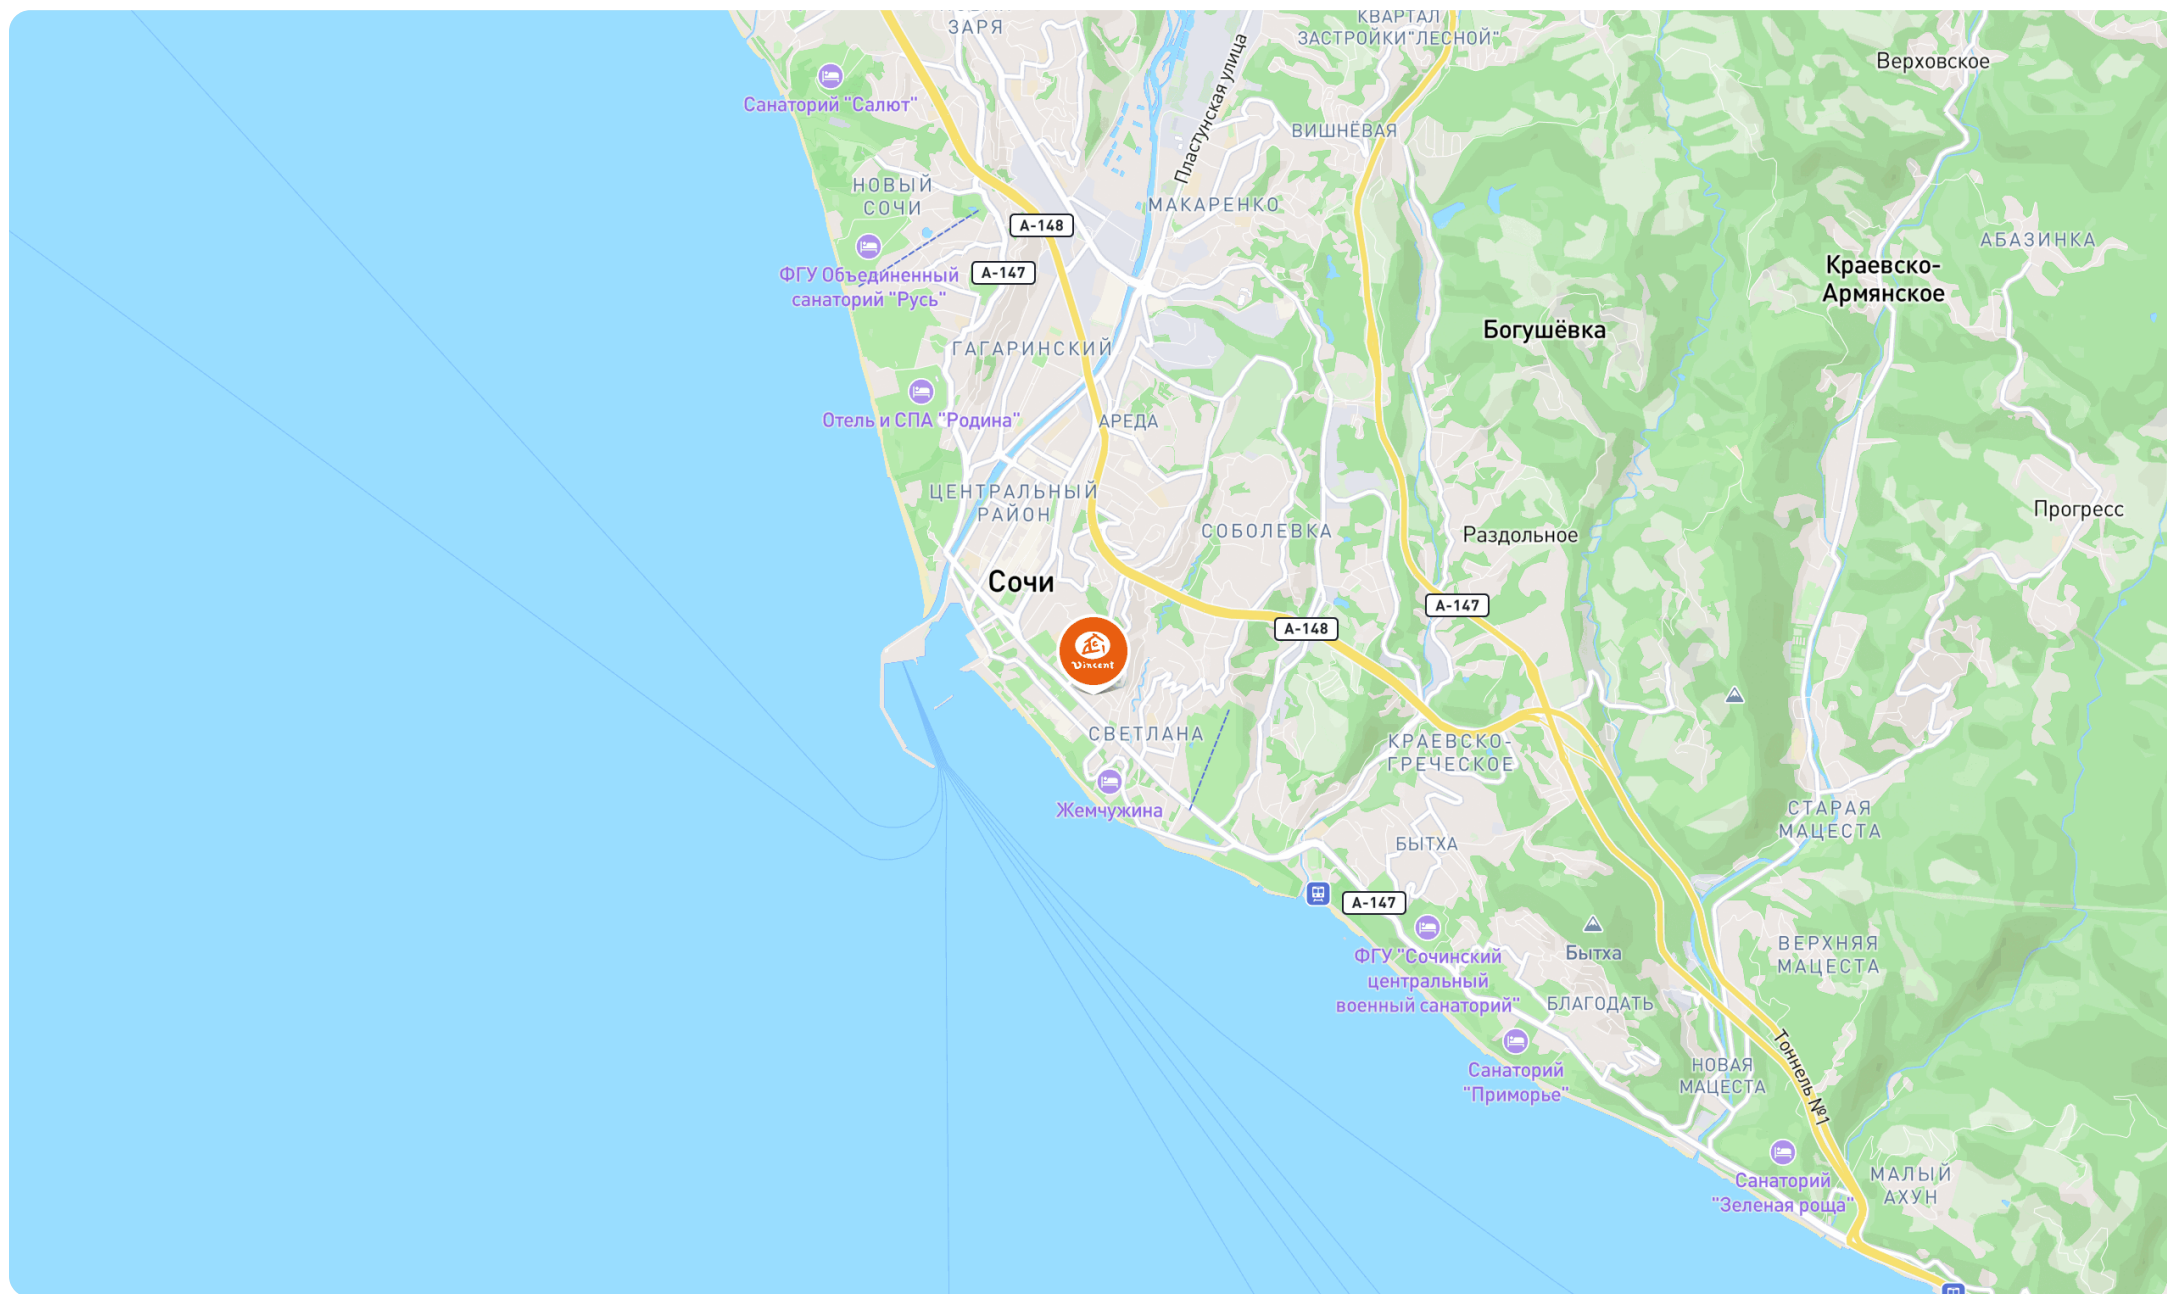 ЗАРЯ
КВАРТАЛ
ЗАСТРОЙКИ"ЛЕСНОЙ"
Верховское
Санаторий "Салют"
Пластунская улица
ВИШНЁВАЯ
НОВЫЙ
СОЧИ
МАКАРЕНКО
А-148
АБАЗИНКА
ФГУ Объединенный
санаторий "Русь"
А-147
Краевско-
Армянское
Богушёвка
ГАГАРИНСКИЙ
Отель и СПА "Родина"
АРЕДА
ЦЕНТРАЛЬНЫЙ
РАЙОН
СОБОЛЕВКА
Раздольное
Прогресс
Сочи
А-147
А-148
Vincent
СВЕТЛАНА
КРАЕВСКО-
ГРЕЧЕСКОЕ
Жемчужина
СТАРАЯ
МАЦЕСТА
БЫТХА
А-147
ФГУ "Сочинский
центральный
военный санаторий"
Бытха
ВЕРХНЯЯ
МАЦЕСТА
БЛАГОДАТЬ
Санаторий
"Приморье"
НОВАЯ
МАЦЕСТА
Тоннель №1
Санаторий
"Зеленая роща"
МАЛЫЙ
АХУН